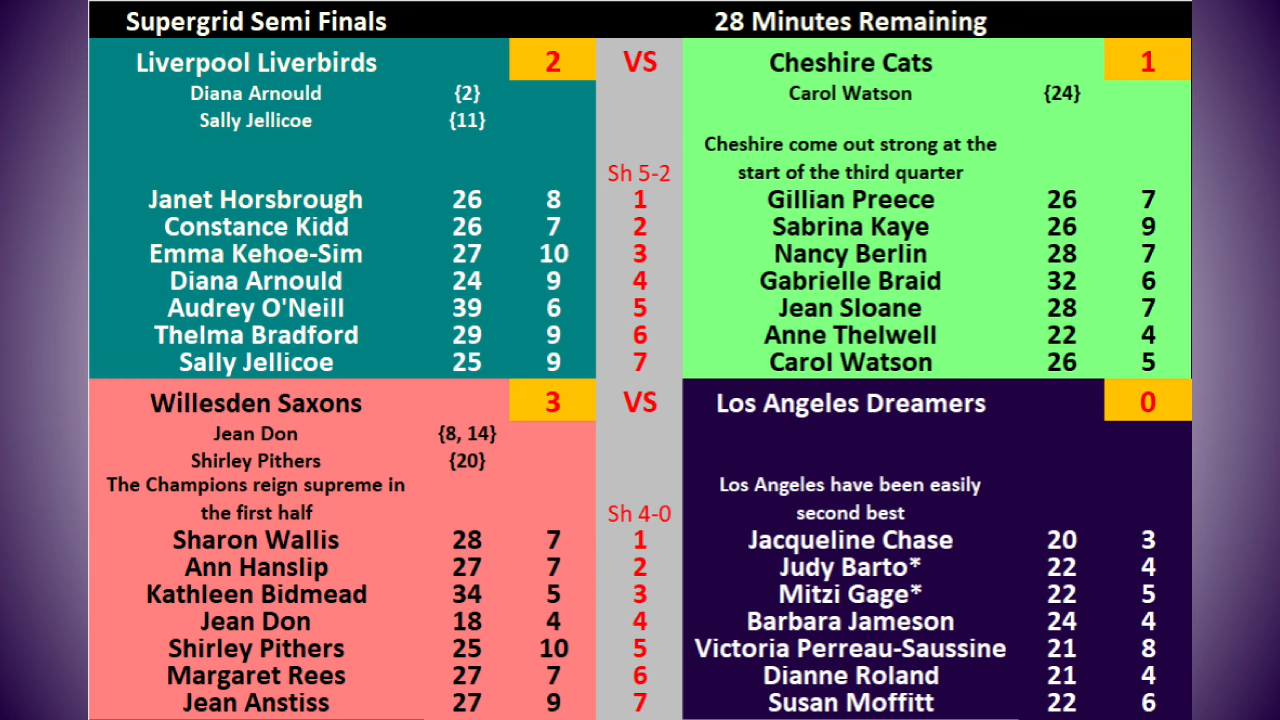 Supergrid Semi Finals 28 Minutes Remaining
Liverpool Liverbirds 2 VS Cheshire Cats 1
Diana Arnould {2} Carol Watson {24}
Sally Jellicoe {11}
Cheshire come out strong at the
Sh 5-2 start of the third quarter
Janet Horsbrough 26 8 1 Gillian Preece 26 7
Constance Kidd 26 7 2 Sabrina Kaye 26 9
Emma Kehoe-Sim 27 10 3 Nancy Berlin 28 7
Diana Arnould 24 9 4 Gabrielle Braid 32 6
Audrey O'Neill 39 6 5 Jean Sloane 28 7
Thelma Bradford 29 9 6 Anne Thelwell 22 4
Sally Jellicoe 25 9 7 Carol Watson 26 5
Willesden Saxons 3 VS Los Angeles Dreamers 0
Jean Don {8, 14}
Shirley Pithers {20}
The Champions reign supreme in Los Angeles have been easily
the first half Sh 4-0 second best
Sharon Wallis 28 7 1 Jacqueline Chase 20 3
Ann Hanslip 27 7 2 Judy Barto* 22 4
Kathleen Bidmead 34 5 3 Mitzi Gage* 22 5
Jean Don 18 4 4 Barbara Jameson 24 4
Shirley Pithers 25 10 5 Victoria Perreau-Saussine 21 8
Margaret Rees 27 7 6 Dianne Roland 21 4
Jean Anstiss 27 9 7 Susan Moffitt 22 6